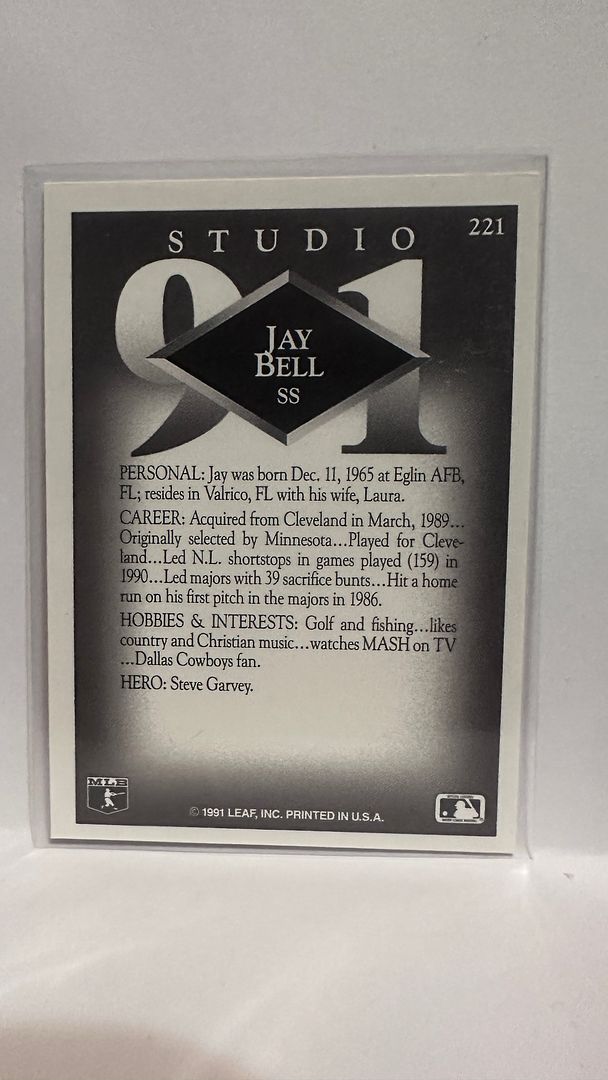 221
STUDIO
91
JAY
BELL
SS
PERSONAL: Jay was born Dec. 11, 1965 at Eglin AFB,
FL; resides in Valrico, FL with his wife, Laura.
CAREER: Acquired from Cleveland in March, 1989...
Originally selected by Minnesota...Played for Cleve-
land...Led N.L. shortstops in games played (159) in
1990...Led majors with 39 sacrifice bunts...Hit a home
run on his first pitch in the majors in 1986.
HOBBIES & INTERESTS: Golf and fishing...likes
country and Christian music...watches MASH on TV
...Dallas Cowboys fan.
HERO: Steve Garvey.
MLB
© 1991 LEAF, INC. PRINTED IN U.S.A.